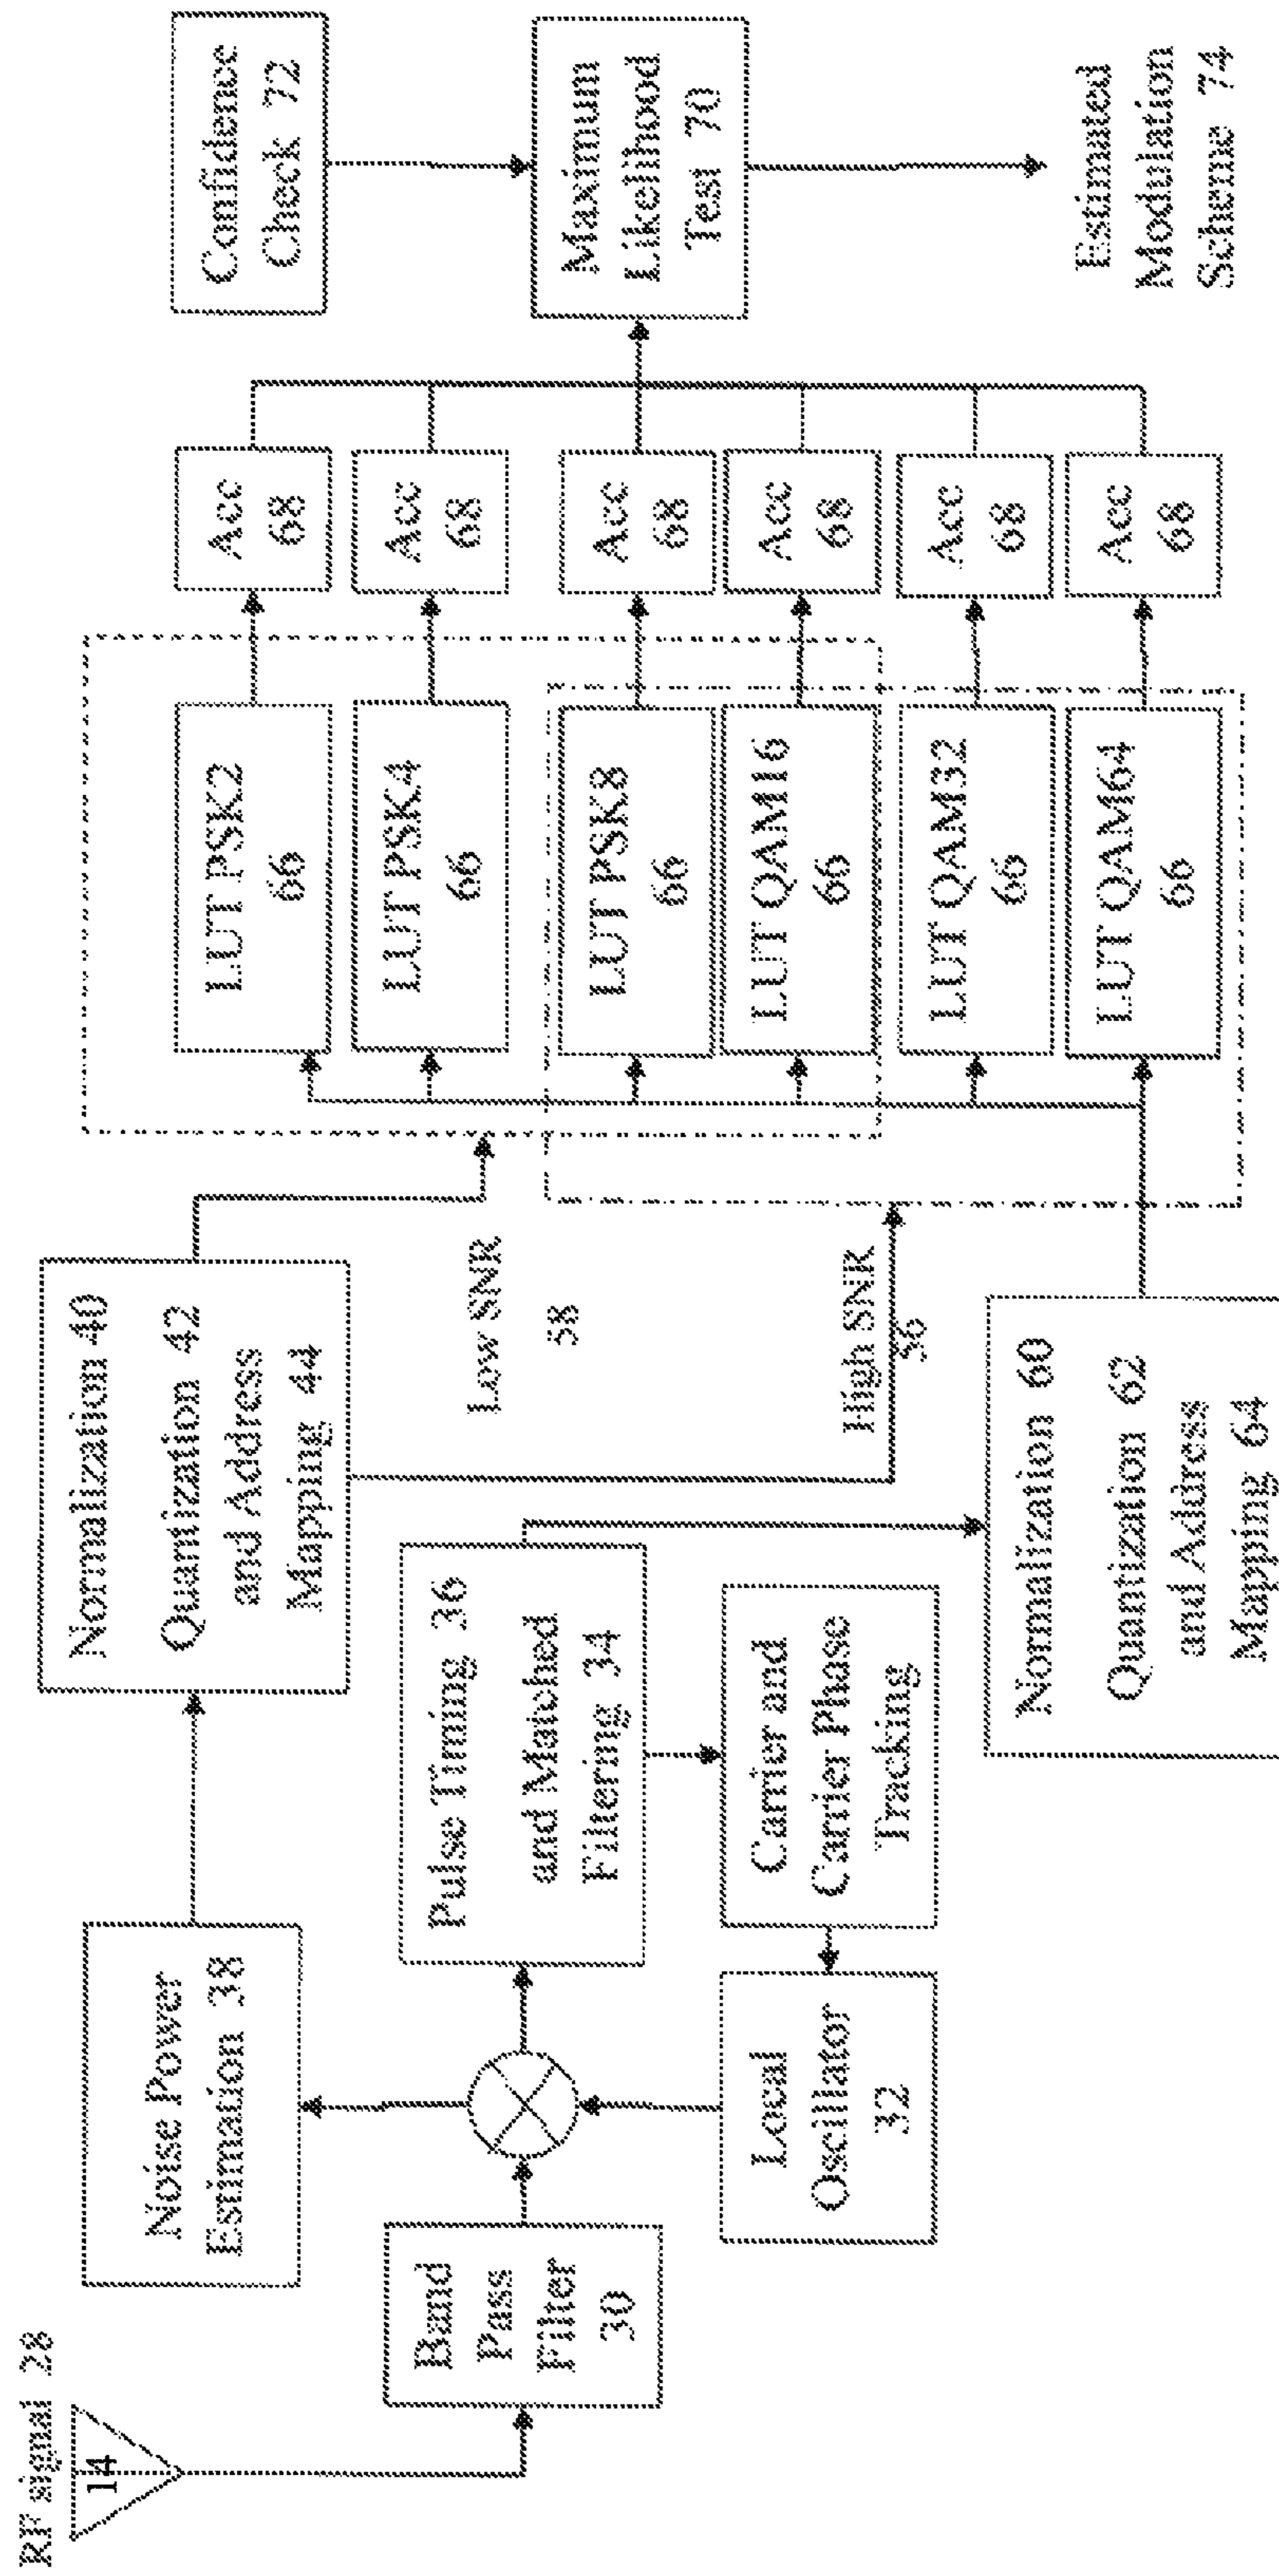 RF signal 28
14
Band
Pass
Filter
30
Noise Power
Estimation 38
Local
Oscillator
32
Pulse Timing 36
and Matched
Filtering 34
Carrier and
Carrier Phase
Tracking
Normalization 40
Quantization 42
and Address
Mapping 44
Normalization 60
Quantization 62
and Address
Mapping 64
Low SNR
58
High SNR
56
LUT PSK2
66
LUT PSK4
66
LUT PSK8
66
LUT QAM16
66
LUT QAM32
66
LUT QAM64
66
Acc
68
Acc
68
Acc
68
Acc
68
Acc
68
Acc
68
Confidence
Check 72
Maximum
Likelihood
Test 70
Estimated
Modulation
Scheme 74